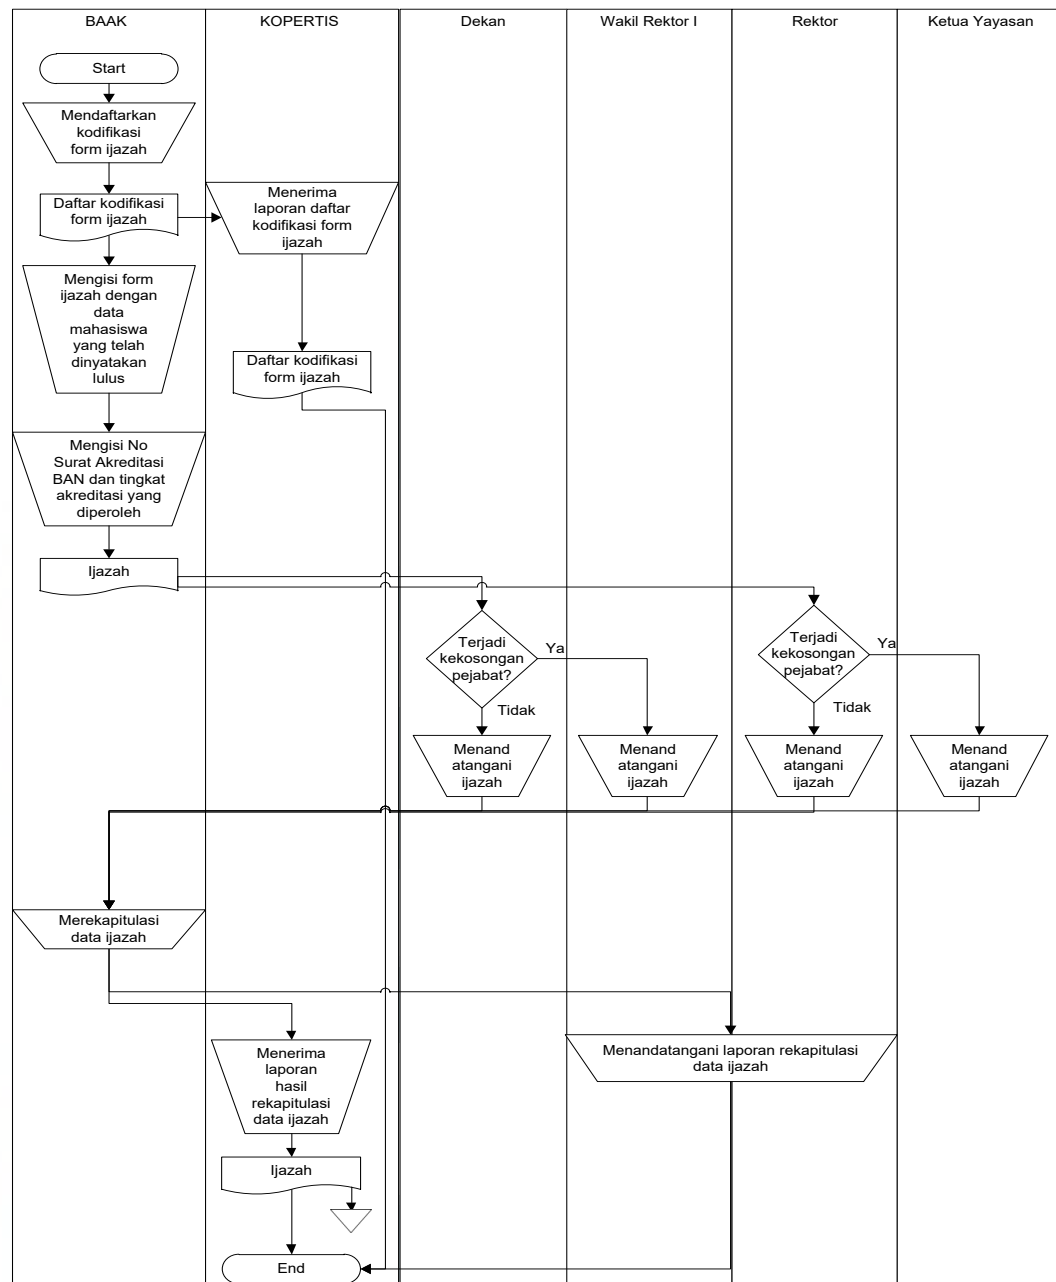 BAAK
KOPERTIS
Dekan
Wakil Rektor I
Rektor
Ketua Yayasan
Start
Mendaftarkan
kodifikasi
form ijazah
Daftar kodifikasi
form ijazah
Menerima
laporan daftar
kodifikasi form
ijazah
Mengisi form
ijazah dengan
data
mahasiswa
yang telah
dinyatakan
lulus
Daftar kodifikasi
form ijazah
Mengisi No
Surat Akreditasi
BAN dan tingkat
akreditasi yang
diperoleh
Ijazah
Terjadi
kekosongan
pejabat?
Ya
Tidak
Terjadi
kekosongan
pejabat?
Ya
Tidak
Menand
atangani
ijazah
Menand
atangani
ijazah
Menand
atangani
ijazah
Menand
atangani
ijazah
Merekapitulasi
data ijazah
Menerima
laporan
hasil
rekapitulasi
data ijazah
Menandatangani laporan rekapitulasi
data ijazah
Ijazah
End